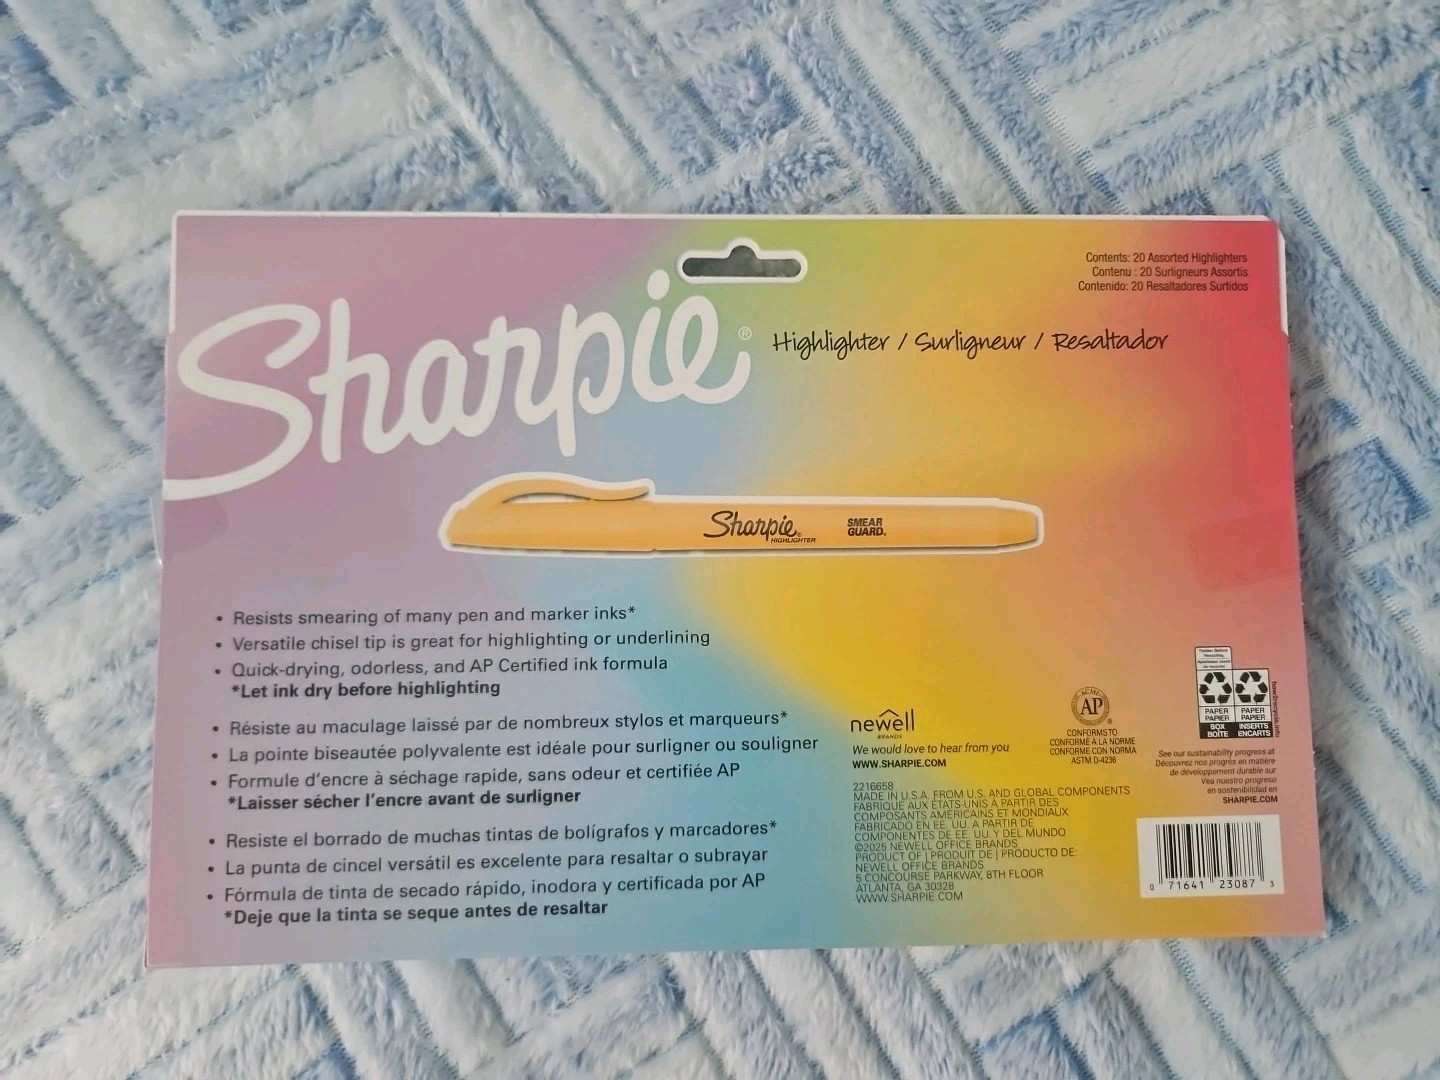 Contents: 20 Assorted Highlighters
Contenu : 20 Surligneurs Assortis
Contenido: 20 Resaltadores Surtidos
Sharpie®
Highlighter / Surligneur / Resaltador
Sharpie®
HIGHLIGHTER
SMEAR
GUARD®
• Resists smearing of many pen and marker inks*
• Versatile chisel tip is great for highlighting or underlining
• Quick-drying, odorless, and AP Certified ink formula
*Let ink dry before highlighting
• Résiste au maculage laissé par de nombreux stylos et marqueurs*
• La pointe biseautée polyvalente est idéale pour surligner ou souligner
• Formule d'encre à séchage rapide, sans odeur et certifiée AP
*Laisser sécher l'encre avant de surligner
• Resiste el borrado de muchas tintas de bolígrafos y marcadores*
• La punta de cincel versátil es excelente para resaltar o subrayar
• Fórmula de tinta de secado rápido, inodora y certificada por AP
*Deje que la tinta se seque antes de resaltar
newell
BRANDS
We would love to hear from you
WWW.SHARPIE.COM
2216658
MADE IN U.S.A. FROM U.S. AND GLOBAL COMPONENTS
FABRIQUÉ AUX ÉTATS-UNIS À PARTIR DES
COMPOSANTS AMÉRICAINS ET MONDIAUX
FABRICADO EN EE. UU. A PARTIR DE
COMPONENTES DE EE. UU. Y DEL MUNDO
©2025 NEWELL OFFICE BRANDS
PRODUCT OF | PRODUIT DE | PRODUCTO DE:
NEWELL OFFICE BRANDS
5 CONCOURSE PARKWAY, 8TH FLOOR
ATLANTA, GA 30328
WWW.SHARPIE.COM
ACME
AP
®
CONFORMS TO
CONFORME À LA NORME
CONFORME CON NORMA
ASTM D-4236
PAPER
PAPIER
BOX
BOÎTE
PAPER
PAPIER
INSERTS
ENCARTS
how2recycle.info
See our sustainability progress at
Découvrez nos progrès en matière
de développement durable sur
Vea nuestro progreso
en sostenibilidad en
SHARPIE.COM
0 71641 23087 3